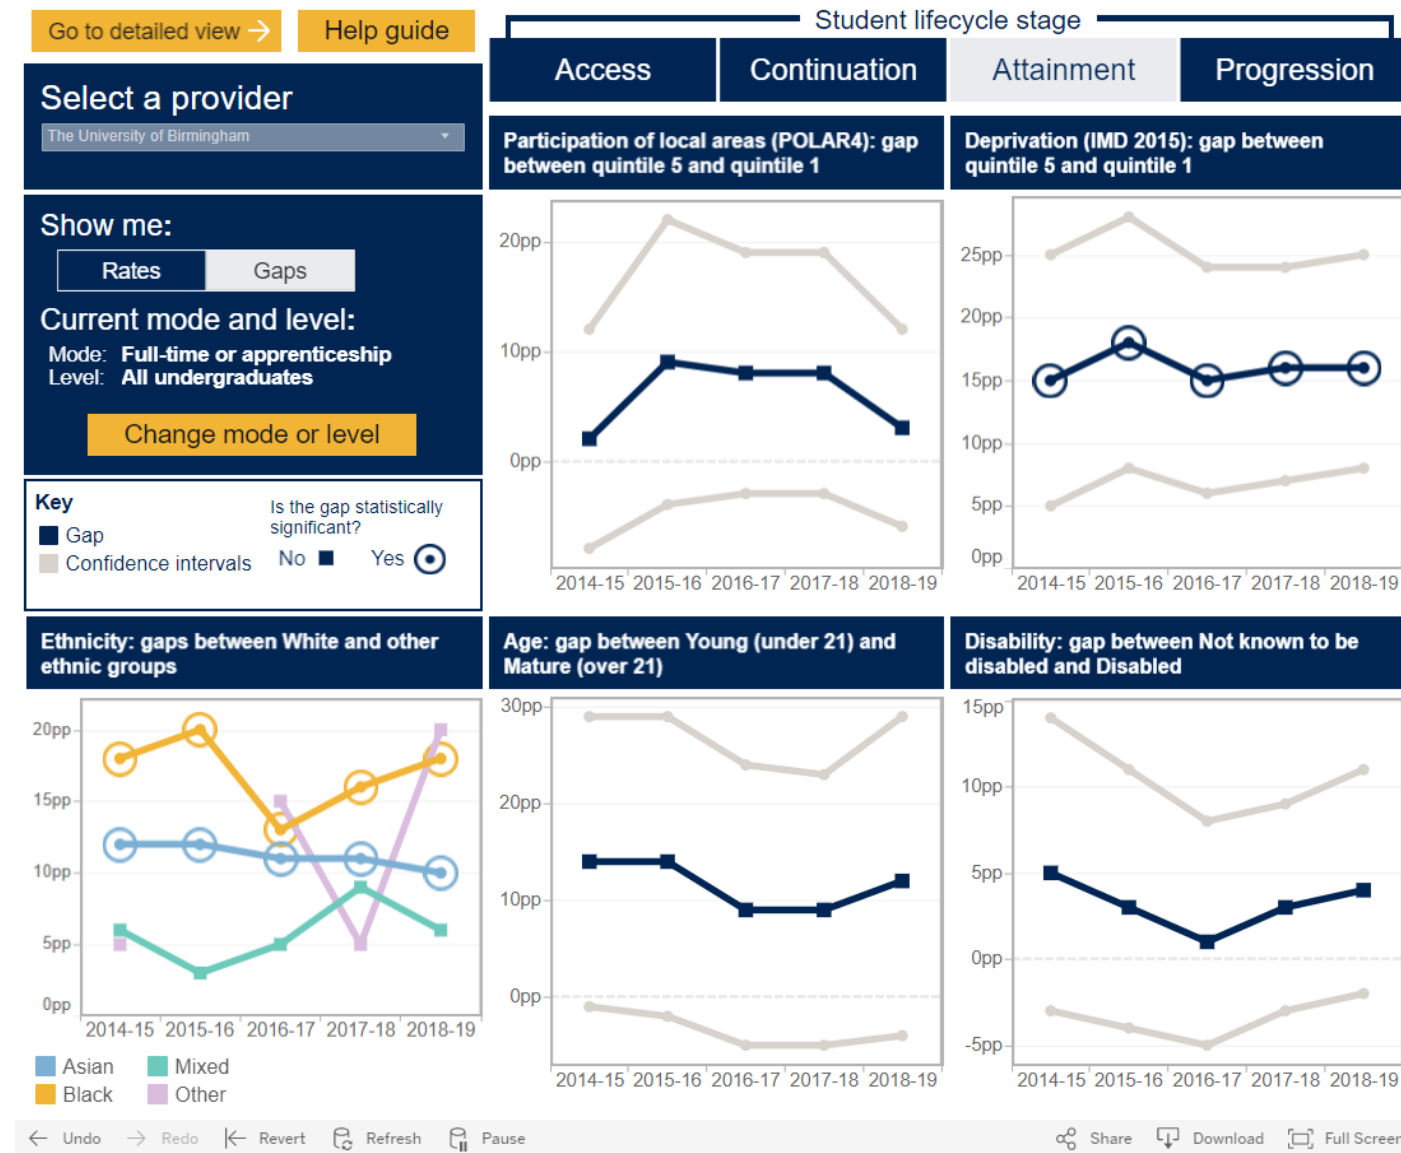 Go to detailed view
Help guide
Student lifecycle stage
Access
Continuation
Attainment
Progression
Select a provider
The University of Birmingham
Show me:
Rates
Gaps
Current mode and level:
Mode: Full-time or apprenticeship
Level: All undergraduates
Change mode or level
Key
Gap
Confidence intervals
Is the gap statistically
significant?
No
Yes
Participation of local areas (POLAR4): gap
between quintile 5 and quintile 1
20pp
10pp
0pp
2014-15 2015-16 2016-17 2017-18 2018-19
Deprivation (IMD 2015): gap between
quintile 5 and quintile 1
25pp
20pp
15pp
10pp
5pp
0pp
2014-15 2015-16 2016-17 2017-18 2018-19
Ethnicity: gaps between White and other
ethnic groups
20pp
15pp
10pp
5pp
0pp
2014-15 2015-16 2016-17 2017-18 2018-19
Asian
Mixed
Black
Other
Age: gap between Young (under 21) and
Mature (over 21)
30pp
20pp
10pp
0pp
2014-15 2015-16 2016-17 2017-18 2018-19
Disability: gap between Not known to be
disabled and Disabled
15pp
10pp
5pp
0pp
-5pp
2014-15 2015-16 2016-17 2017-18 2018-19
Undo
Redo
Revert
Refresh
Pause
Share
Download
Full Screen